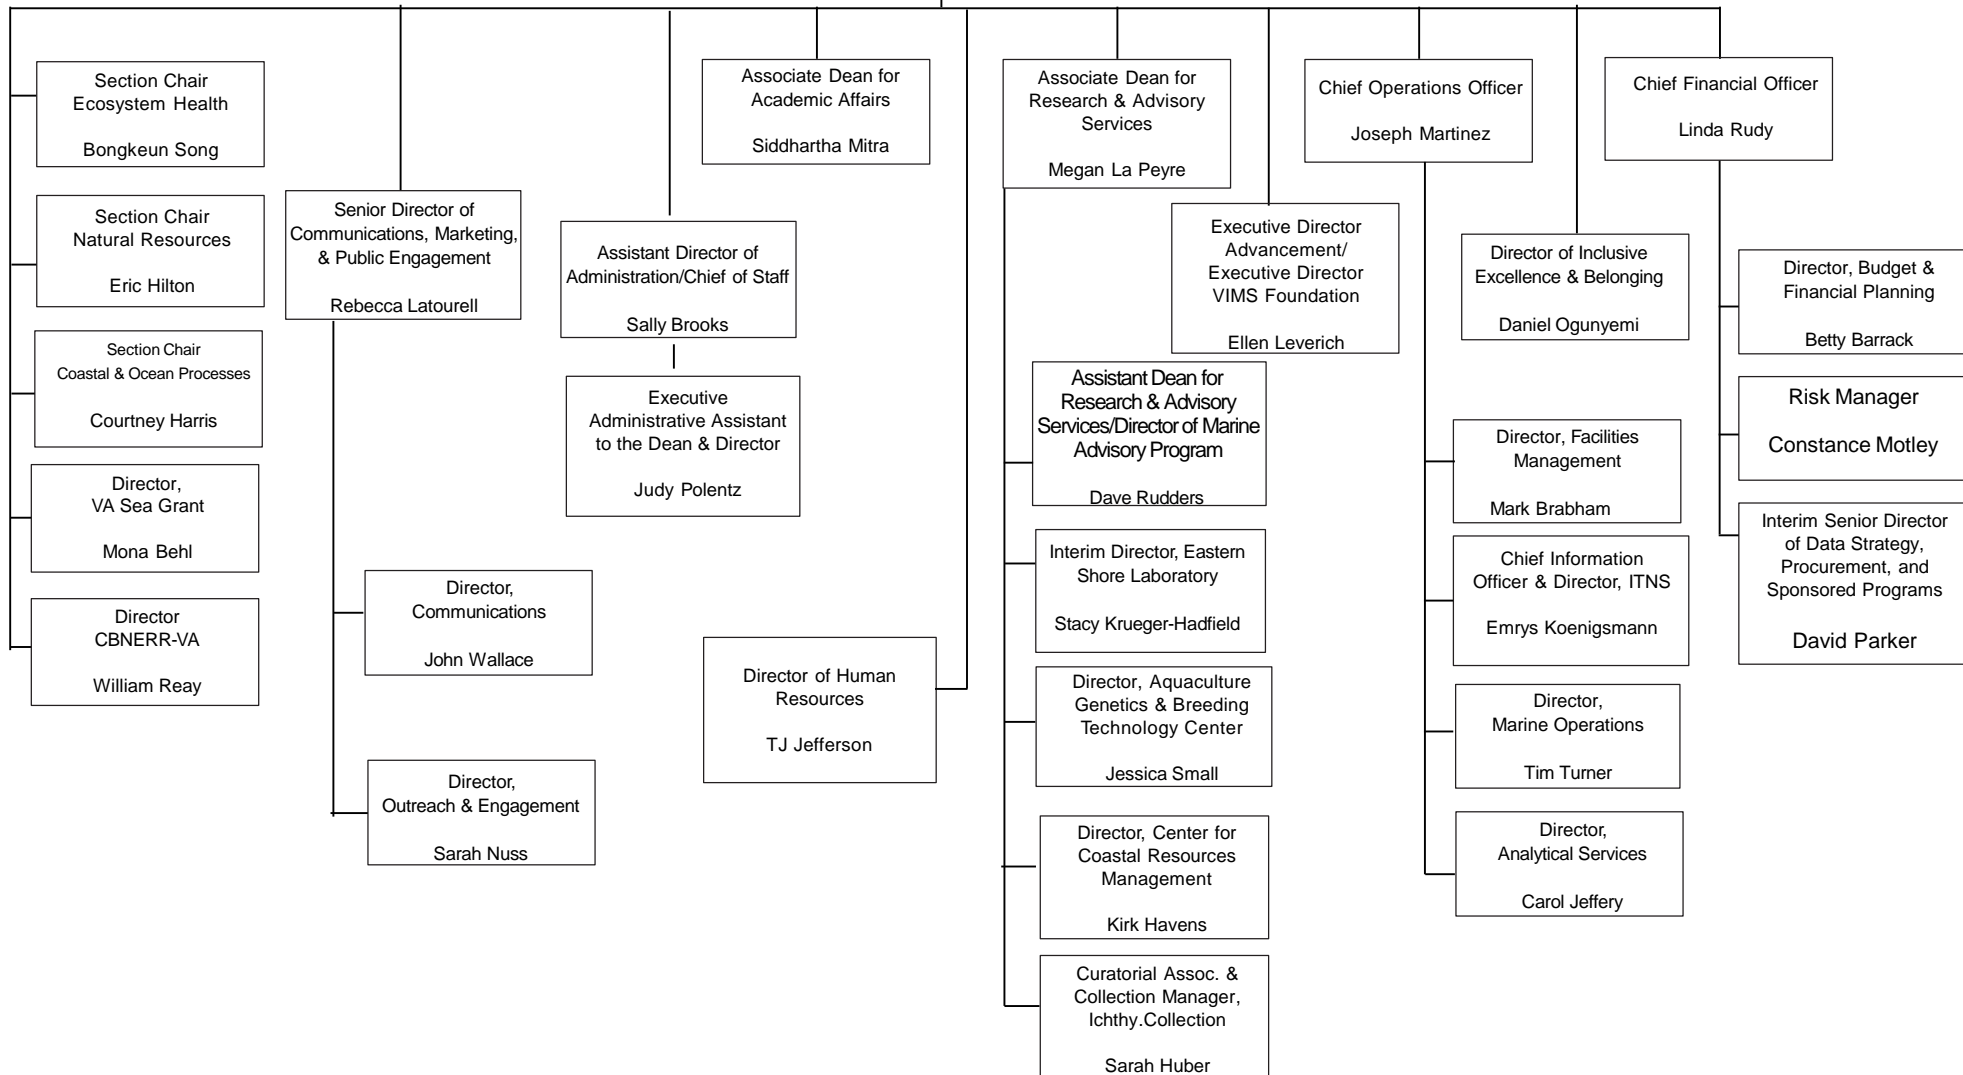 Section Chair
Ecosystem Health
Bongkeun Song
Section Chair
Natural Resources
Eric Hilton
Section Chair
Coastal & Ocean Processes
Courtney Harris
Director,
VA Sea Grant
Mona Behl
Director
CBNERR-VA
William Reay
Senior Director of
Communications, Marketing,
& Public Engagement
Rebecca Latourell
Director,
Communications
John Wallace
Director,
Outreach & Engagement
Sarah Nuss
Assistant Director of
Administration/Chief of Staff
Sally Brooks
Executive
Administrative Assistant
to the Dean & Director
Judy Polentz
Associate Dean for
Academic Affairs
Siddhartha Mitra
Director of Human
Resources
TJ Jefferson
Associate Dean for
Research & Advisory
Services
Megan La Peyre
Assistant Dean for
Research & Advisory
Services/Director of Marine
Advisory Program
Dave Rudders
Interim Director, Eastern
Shore Laboratory
Stacy Krueger-Hadfield
Director, Aquaculture
Genetics & Breeding
Technology Center
Jessica Small
Director, Center for
Coastal Resources
Management
Kirk Havens
Curatorial Assoc. &
Collection Manager,
Ichthy.Collection
Sarah Huber
Executive Director
Advancement/
Executive Director
VIMS Foundation
Ellen Leverich
Chief Operations Officer
Joseph Martinez
Director, Facilities
Management
Mark Brabham
Chief Information
Officer & Director, ITNS
Emrys Koenigsmann
Director,
Marine Operations
Tim Turner
Director,
Analytical Services
Carol Jeffery
Director of Inclusive
Excellence & Belonging
Daniel Ogunyemi
Chief Financial Officer
Linda Rudy
Director, Budget &
Financial Planning
Betty Barrack
Risk Manager
Constance Motley
Interim Senior Director
of Data Strategy,
Procurement, and
Sponsored Programs
David Parker